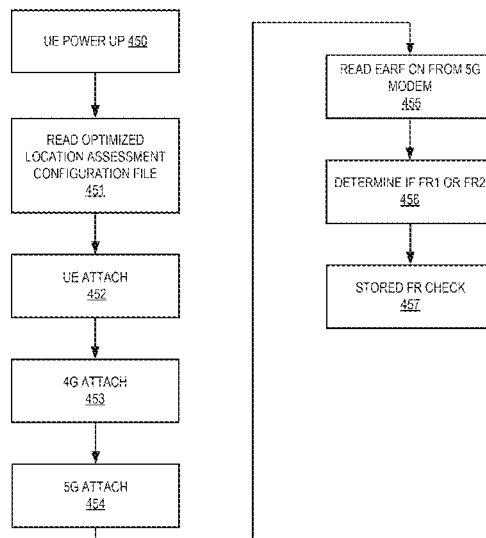 UE POWER UP 450
READ OPTIMIZED
LOCATION ASSESSMENT
CONFIGURATION FILE
451
UE ATTACH
452
4G ATTACH
453
5G ATTACH
454
READ EARF ON FROM 5G
MODEM
455
DETERMINE IF FR1 OR FR2
456
STORED FR CHECK
457